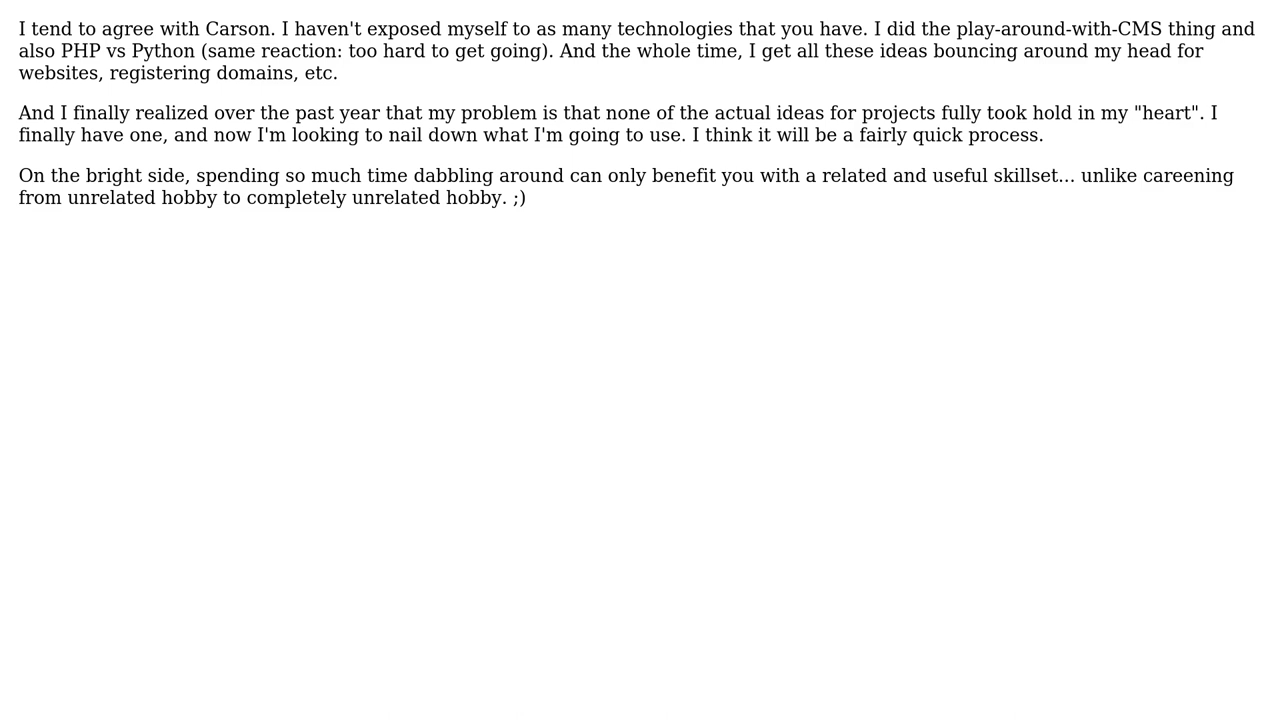 I tend to agree with Carson. I haven't exposed myself to as many technologies that you have. I did the play-around-with-CMS thing and
also PHP vs Python (same reaction: too hard to get going). And the whole time, I get all these ideas bouncing around my head for
websites, registering domains, etc.
And I finally realized over the past year that my problem is that none of the actual ideas for projects fully took hold in my "heart". I
finally have one, and now I'm looking to nail down what I'm going to use. I think it will be a fairly quick process.
On the bright side, spending so much time dabbling around can only benefit you with a related and useful skillset... unlike careening
from unrelated hobby to completely unrelated hobby. ;)